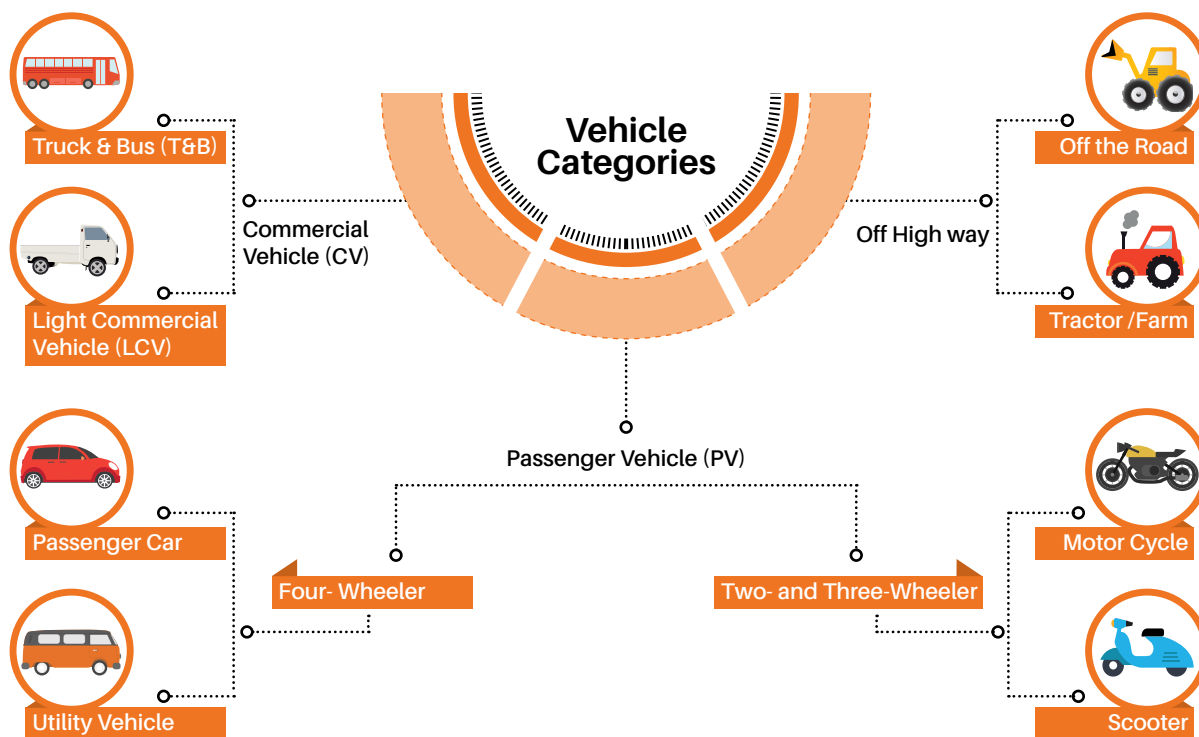 Vehicle
Categories
Truck & Bus (T&B)
Commercial
Vehicle (CV)
Light Commercial
Vehicle (LCV)
Off the Road
Off High way
Tractor /Farm
Passenger Vehicle (PV)
Passenger Car
Four- Wheeler
Utility Vehicle
Motor Cycle
Two- and Three-Wheeler
Scooter